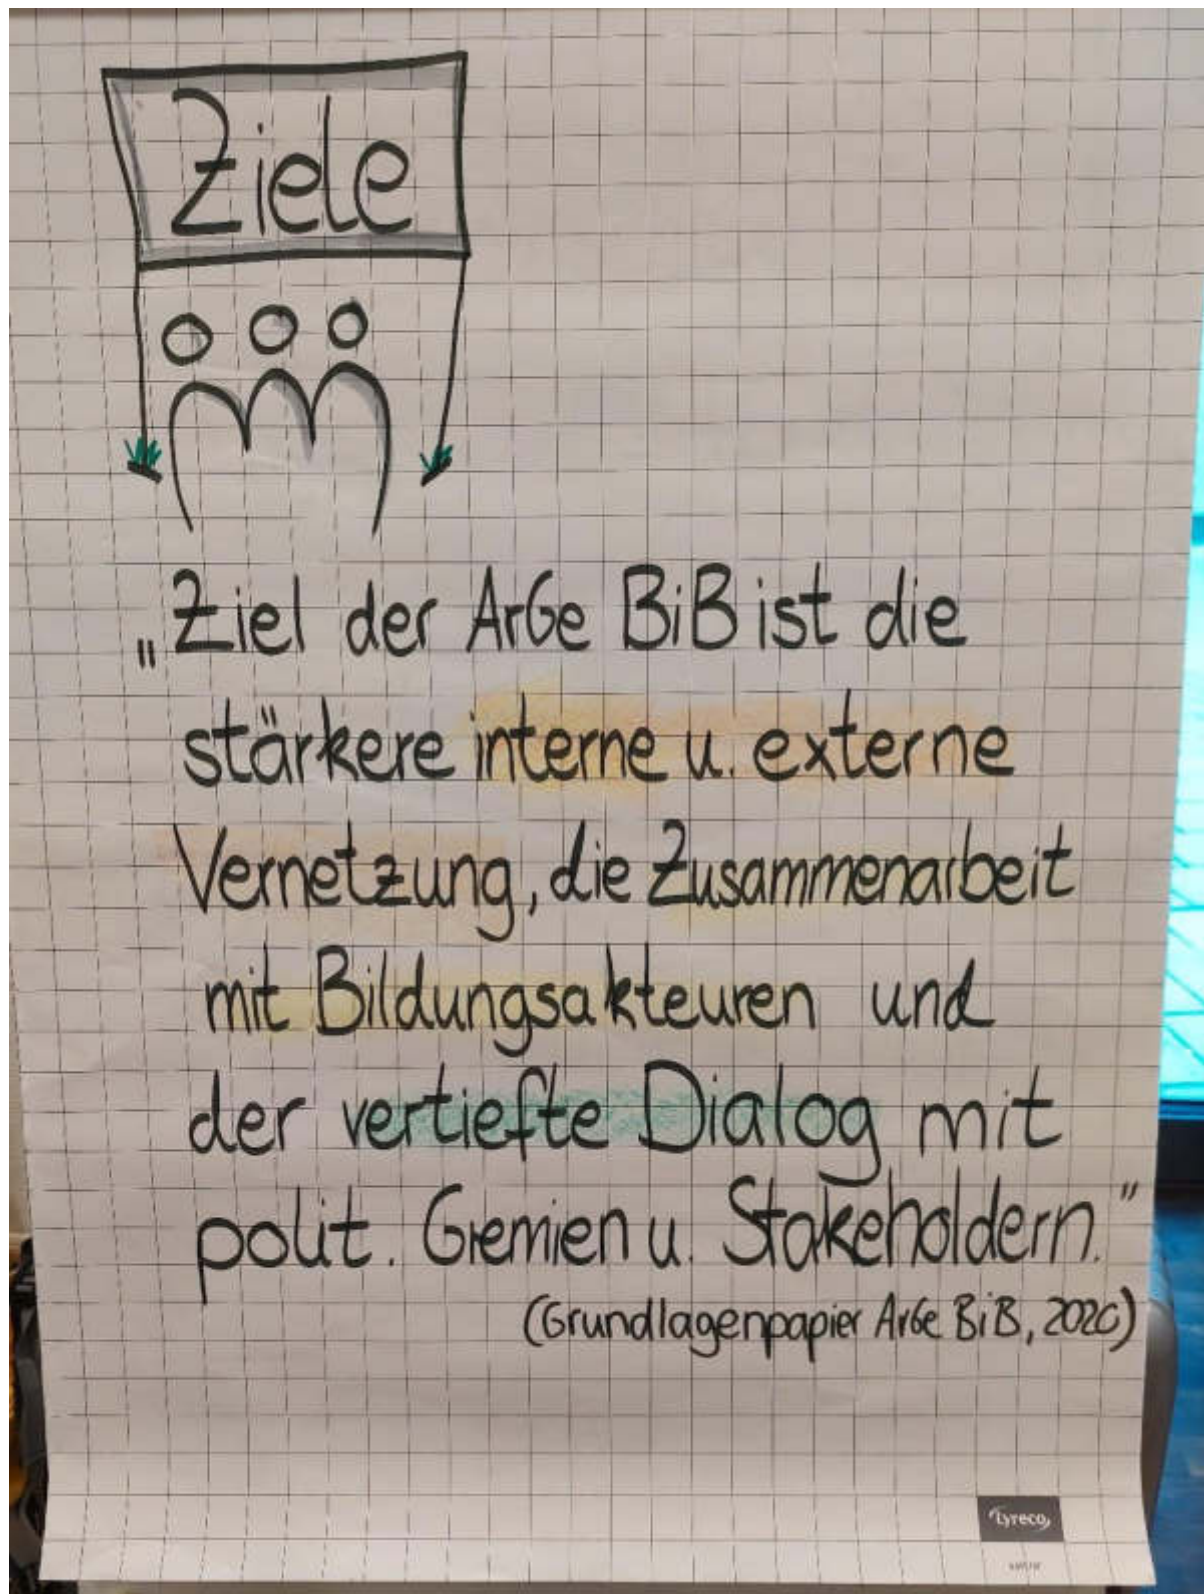 Ziele
„Ziel der ArGe BiB ist die
stärkere interne u. externe
Vernetzung, die Zusammenarbeit
mit Bildungsakteuren und
der vertiefte Dialog mit
polit. Gremien u. Stakeholdern."
(Grundlagenpapier ArGe BiB, 2020)
Lyreco